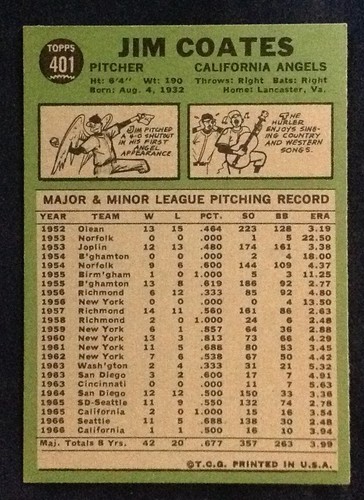 TOPPS
401
JIM COATES
PITCHER CALIFORNIA ANGELS
Ht: 6'4" Wt: 190 Throws: Right Bats: Right
Born: Aug. 4, 1932 Home: Lancaster, Va.
JIM PITCHED
A 4-0 SHUTOUT
IN HIS FIRST
ANGEL
APPEARANCE.
THE
HURLER
ENJOYS SING-
ING COUNTRY
AND WESTERN
SONGS.
MAJOR & MINOR LEAGUE PITCHING RECORD
YEAR TEAM W L PCT. SO BB ERA
1952 Olean 13 15 .464 223 128 3.19
1953 Norfolk 0 0 .000 1 5 22.50
1953 Joplin 12 13 .480 174 161 3.38
1954 B'ghamton 0 0 .000 2 4 18.00
1954 Norfolk 9 6 .600 144 109 4.37
1955 Birm'gham 1 0 1.000 5 3 11.25
1955 B'ghamton 13 8 .619 186 92 2.77
1956 Richmond 6 12 .333 85 92 4.80
1956 New York 0 0 .000 0 4 13.50
1957 Richmond 14 11 .560 161 86 2.63
1958 Richmond 2 0 1.000 24 6 2.48
1959 New York 6 1 .857 64 36 2.88
1960 New York 13 3 .813 73 66 4.29
1961 New York 11 5 .688 80 53 3.45
1962 New York 7 6 .538 67 50 4.42
1963 Wash'gton 2 4 .333 31 21 5.32
1963 San Diego 3 2 .600 17 7 4.91
1963 Cincinnati 0 0 .000 11 7 5.63
1964 San Diego 12 12 .500 150 33 3.36
1965 SD-Seattle 11 9 .550 132 74 2.78
1965 California 2 0 1.000 15 16 3.54
1966 Seattle 11 5 .688 138 30 2.48
1966 California 1 1 .500 16 10 3.94
Maj. Totals 8 Yrs. 42 20 .677 357 263 3.99
©T.C.G. PRINTED IN U.S.A.